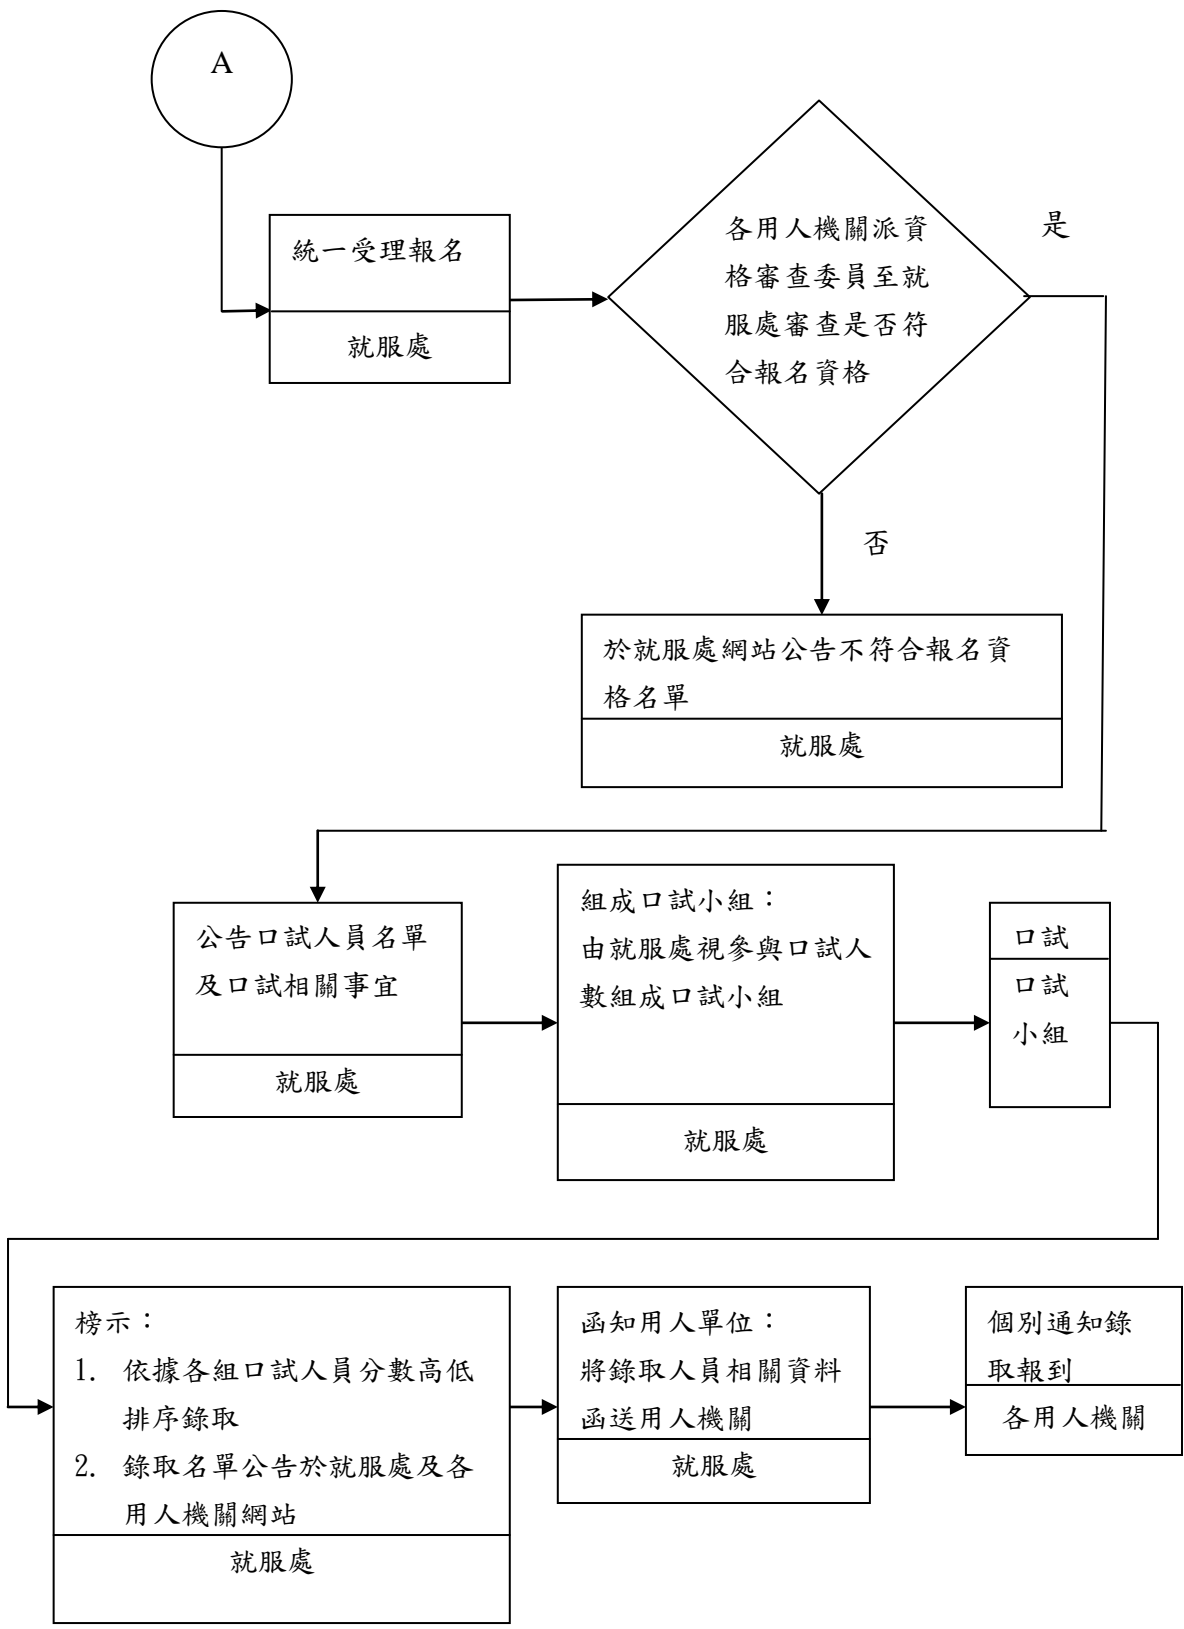 A
統一受理報名
就服處
各用人機關派資
格審查委員至就
服處審查是否符
合報名資格
是
否
於就服處網站公告不符合報名資
格名單
就服處
公告口試人員名單
及口試相關事宜
就服處
組成口試小組：
由就服處視參與口試人
數組成口試小組
就服處
口試
口試
小組
榜示：
1. 依據各組口試人員分數高低
排序錄取
2. 錄取名單公告於就服處及各
用人機關網站
就服處
函知用人單位：
將錄取人員相關資料
函送用人機關
就服處
個別通知錄
取報到
各用人機關